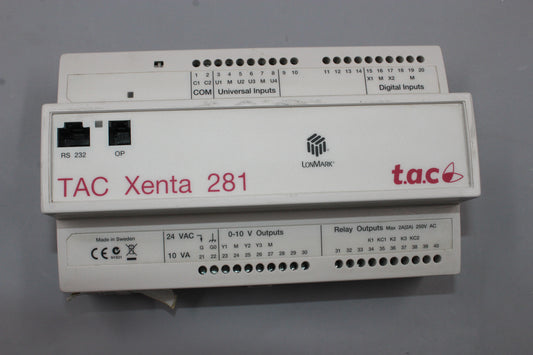 1 2 3 4 5 6 7 8 9 10 11 12 13 14 15 16 17 18 19 20
C1 C2 U1 M U2 U3 M U4 X1 M X2 M
COM Universal Inputs Digital Inputs
RS 232 OP
LONMARK®
TAC Xenta 281 t.a.c
Made in Sweden 24 VAC 0-10 V Outputs Relay Outputs Max 2A(2A) 250V AC
G G0 Y1 M Y2 Y3 M K1 KC1 K2 K3 KC2
CE N1831 10 VA 21 22 23 24 25 26 27 28 29 30 31 32 33 34 35 36 37 38 39 40